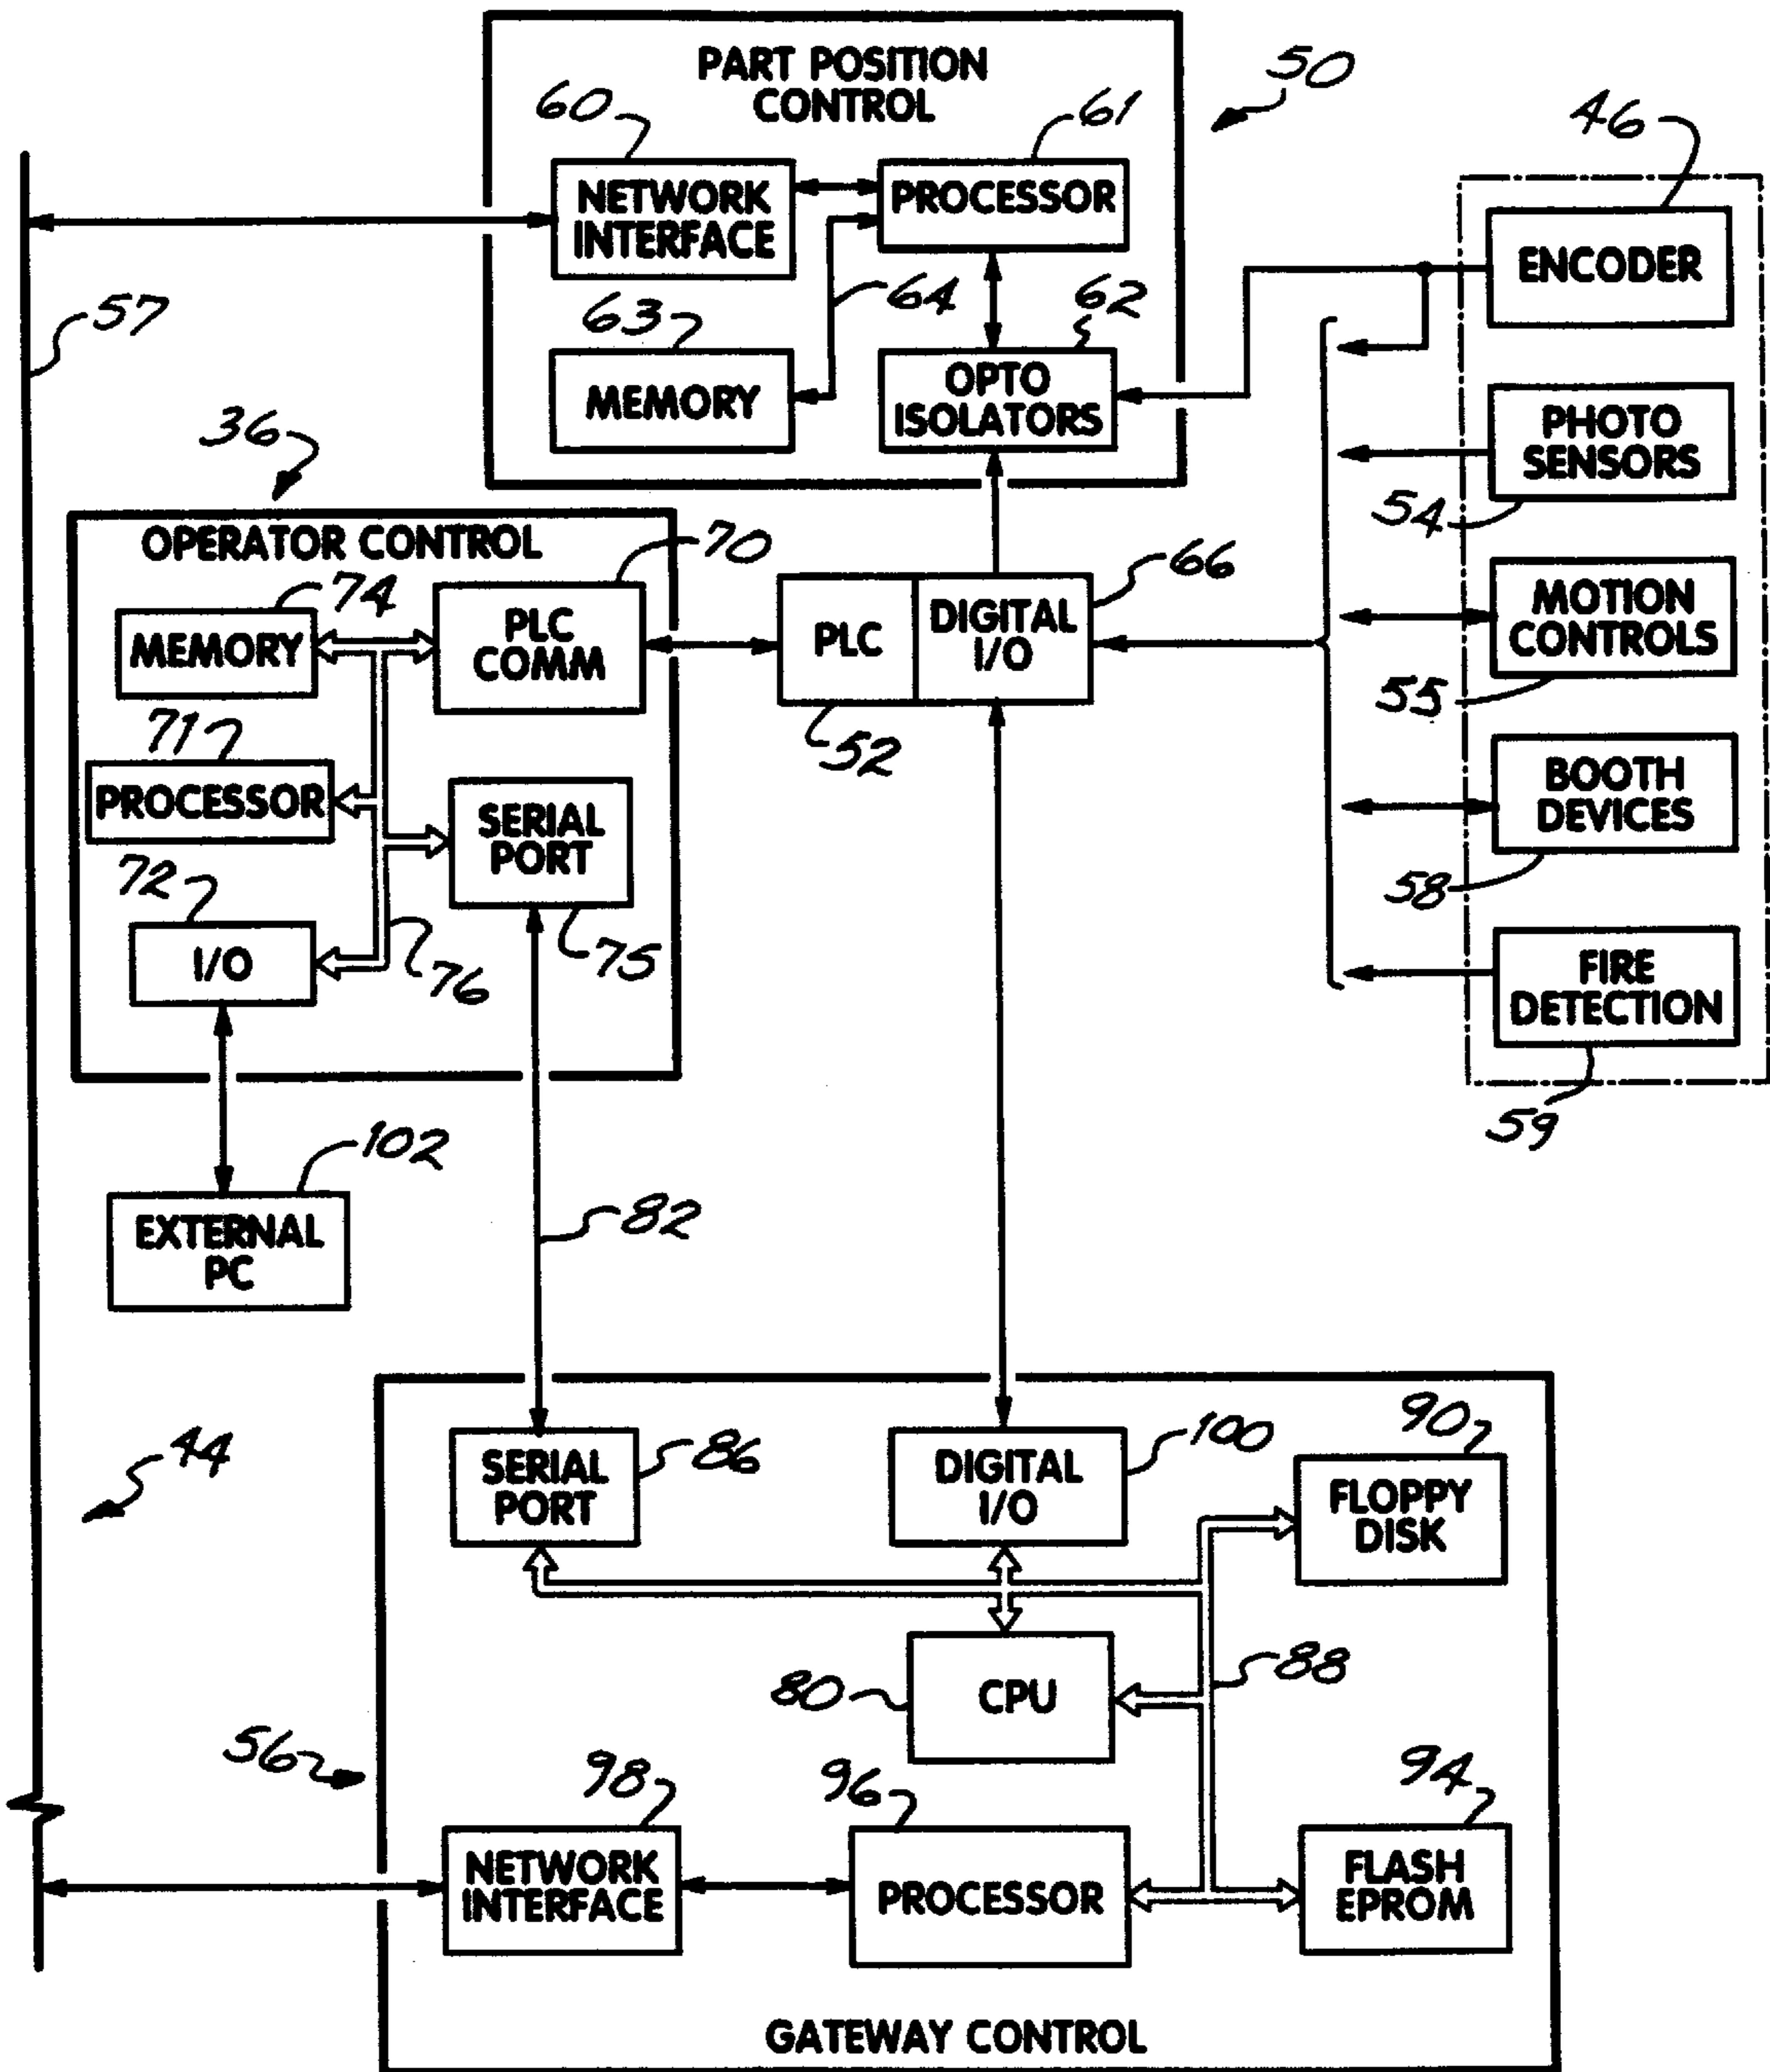 PART POSITION
CONTROL
50
60
61
46
NETWORK
INTERFACE
PROCESSOR
ENCODER
57
63
64
62
MEMORY
OPTO
ISOLATORS
PHOTO
SENSORS
54
36
OPERATOR CONTROL
70
66
74
MEMORY
PLC
COMM
PLC
DIGITAL
I/O
52
MOTION
CONTROLS
55
71
PROCESSOR
SERIAL
PORT
75
BOOTH
DEVICES
58
72
I/O
76
FIRE
DETECTION
59
102
EXTERNAL
PC
82
44
SERIAL
PORT
86
DIGITAL
I/O
100
90
FLOPPY
DISK
80
CPU
88
56
98
96
94
NETWORK
INTERFACE
PROCESSOR
FLASH
EPROM
GATEWAY CONTROL